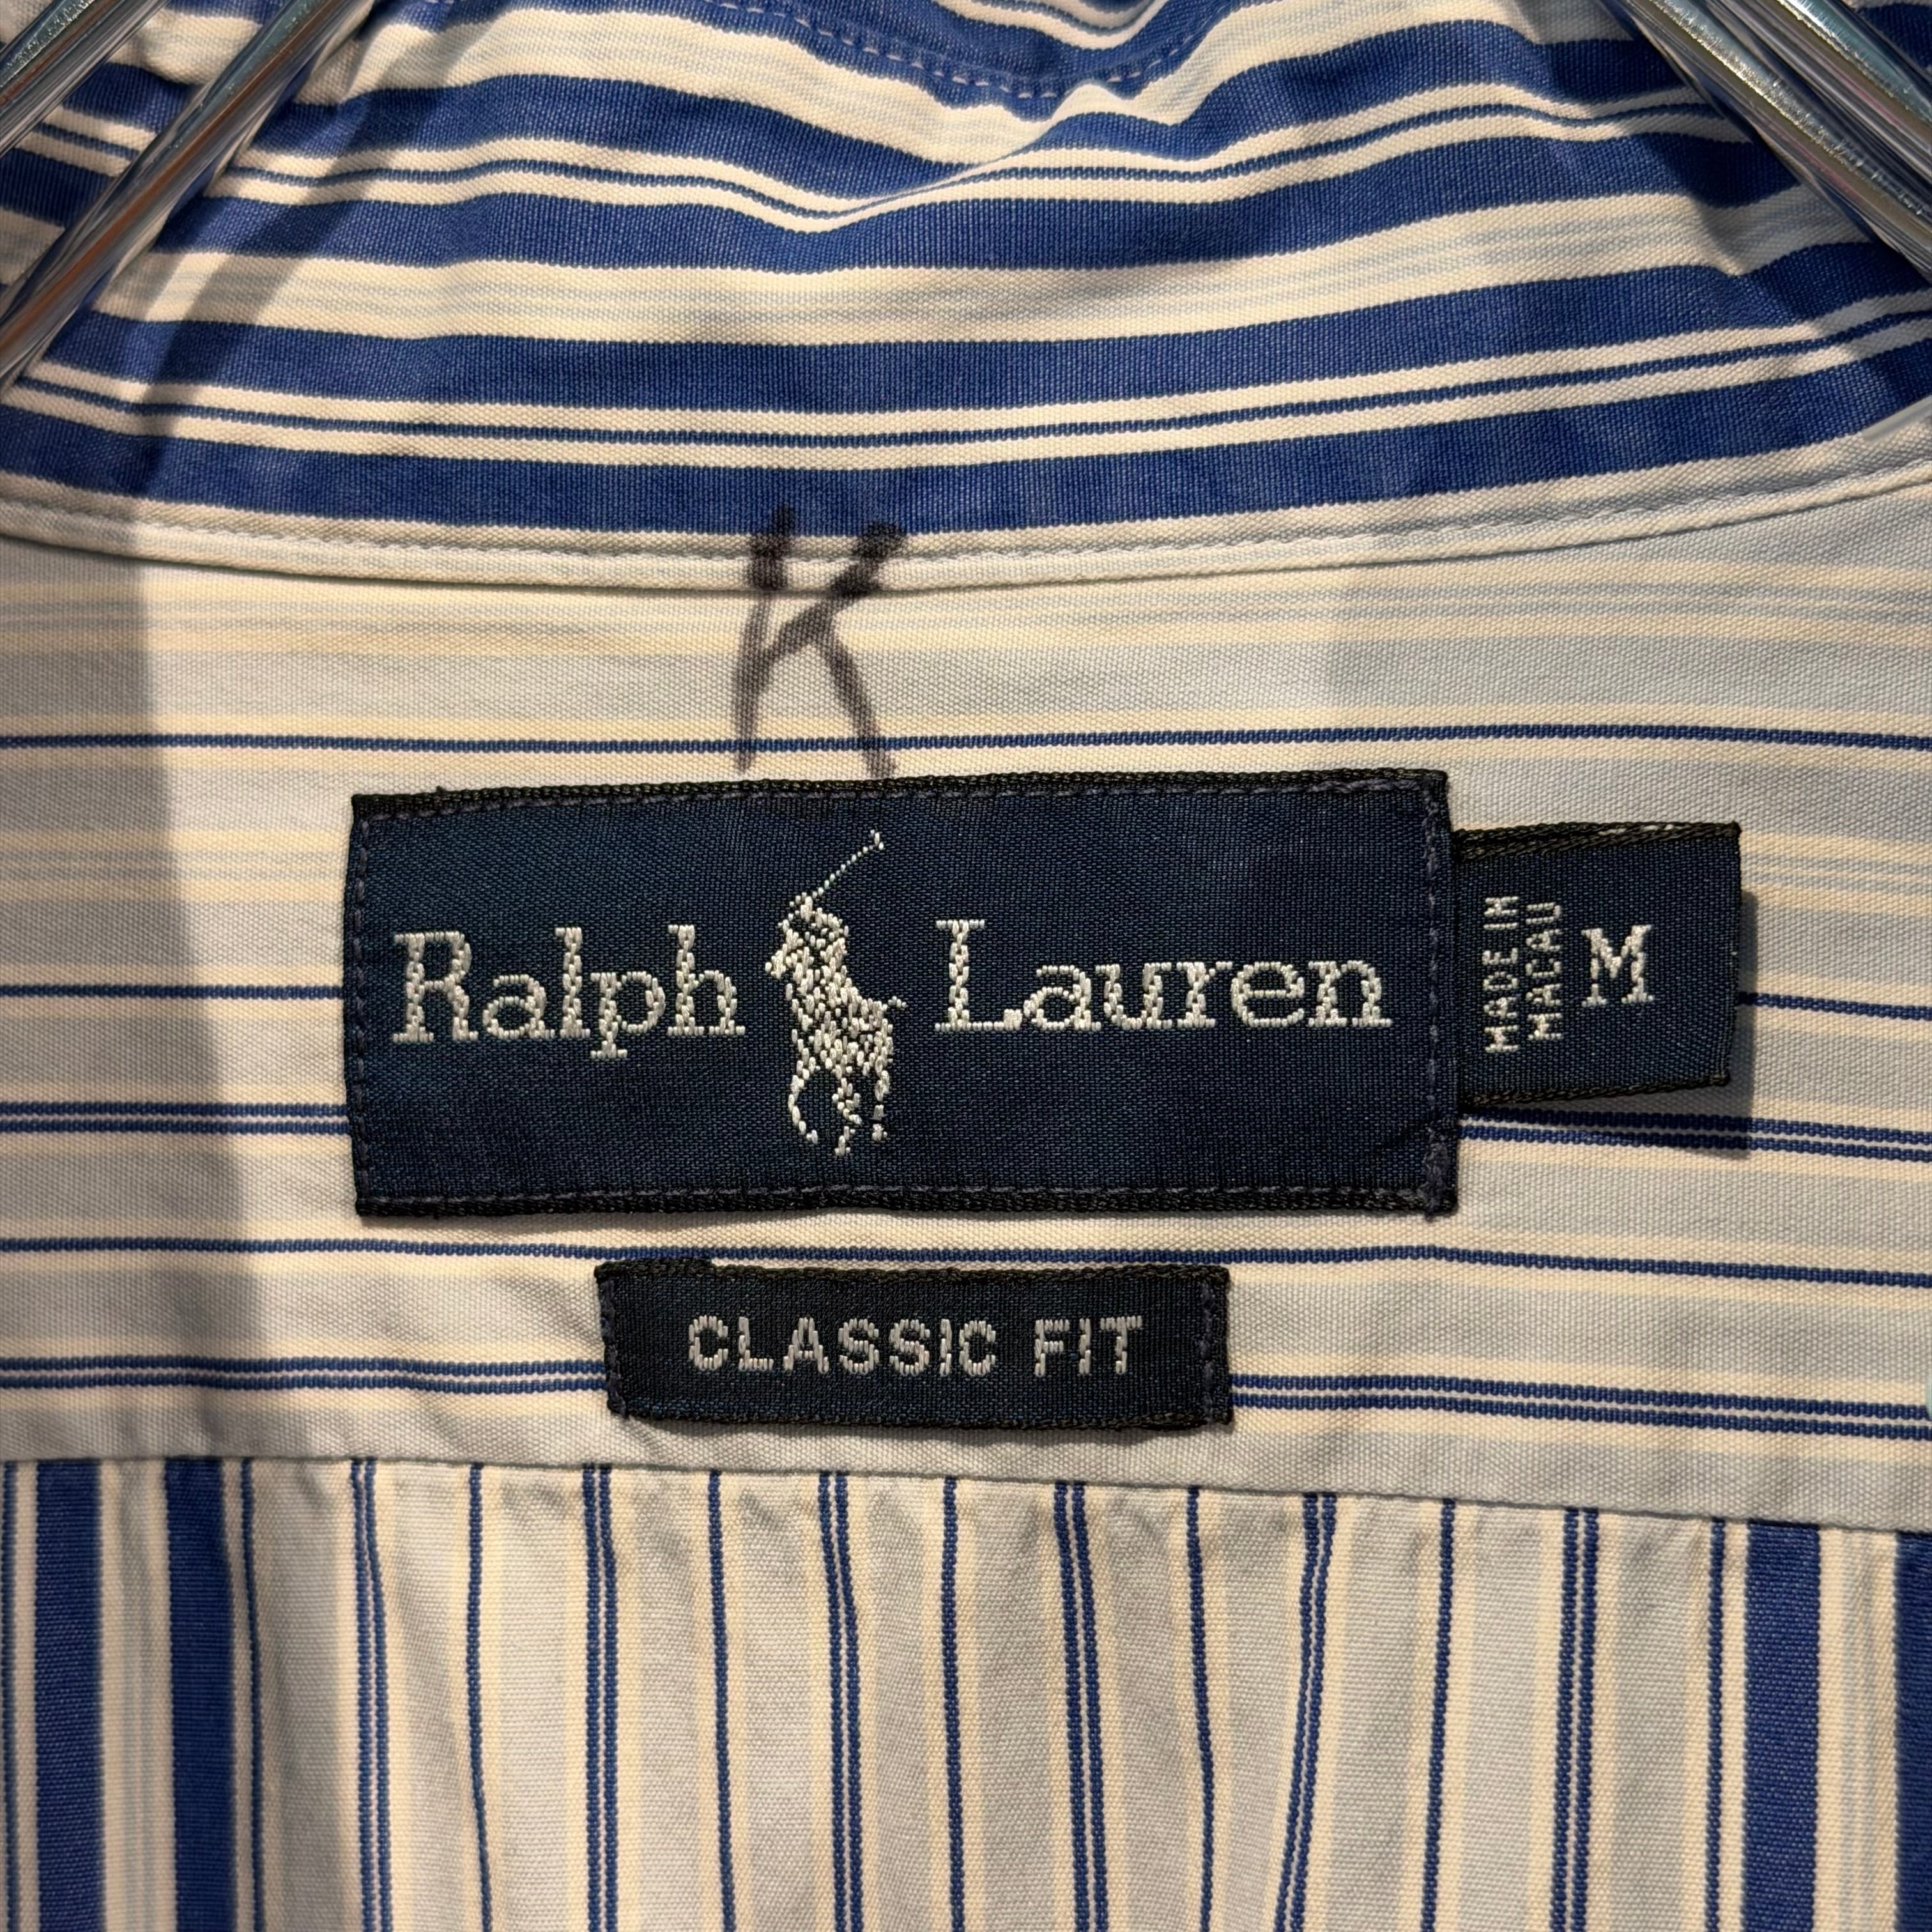 K
Ralph Lauren
MADE IN
MACAU
M
CLASSIC FIT